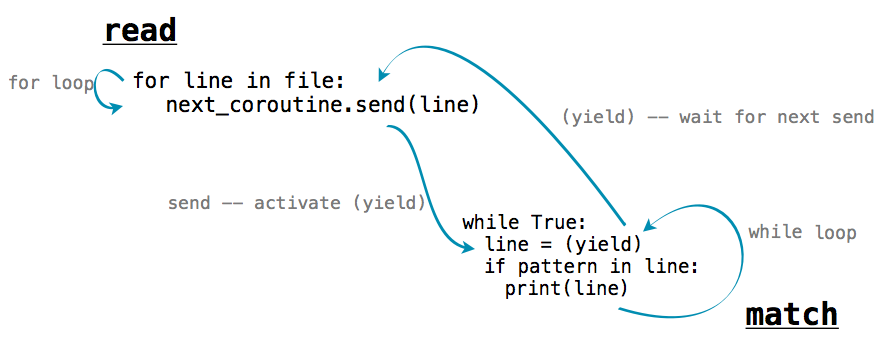 read
for loop
for line in file:
next_coroutine.send(line)
(yield) -- wait for next send
send -- activate (yield)
while True:
line = (yield)
if pattern in line:
print(line)
while loop
match